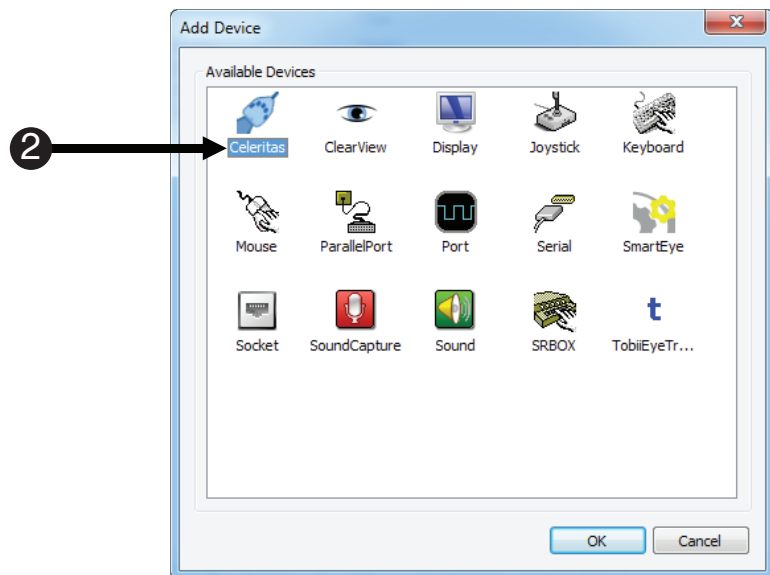 Add Device
Available Devices
Celeritas ClearView Display Joystick Keyboard
2
Mouse ParallelPort Port Serial SmartEye
t
Socket SoundCapture Sound SRBOX TobiiEyeTr...
OK Cancel